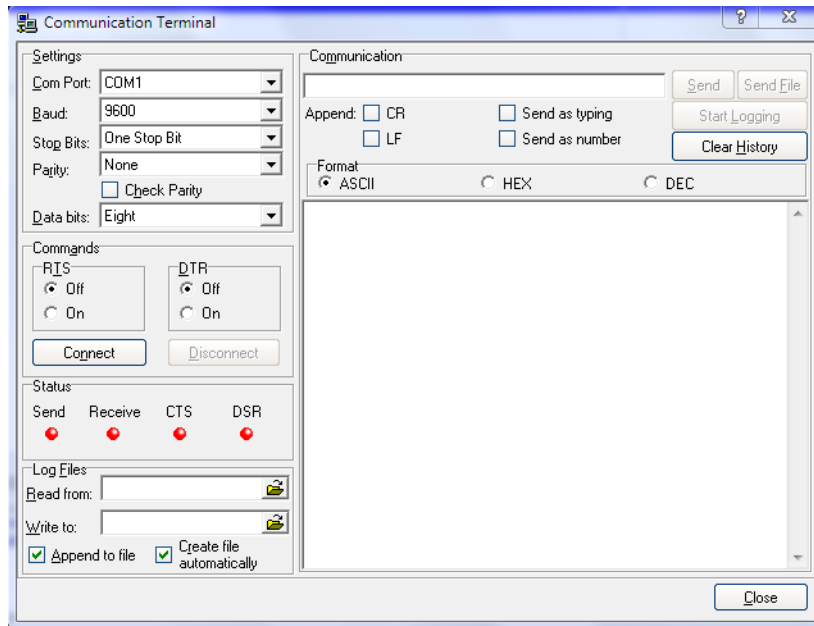 Communication Terminal
?
Settings
Com Port: COM1
Baud: 9600
Stop Bits: One Stop Bit
Parity: None
Check Parity
Data bits: Eight
Commands
RTS
Off
On
DTR
Off
On
Connect
Disconnect
Status
Send Receive CTS DSR
Log Files
Read from:
Write to:
Append to file
Create file
automatically
Communication
Send
Send File
Append: CR
LF
Send as typing
Send as number
Start Logging
Clear History
Format
ASCII HEX DEC
Close